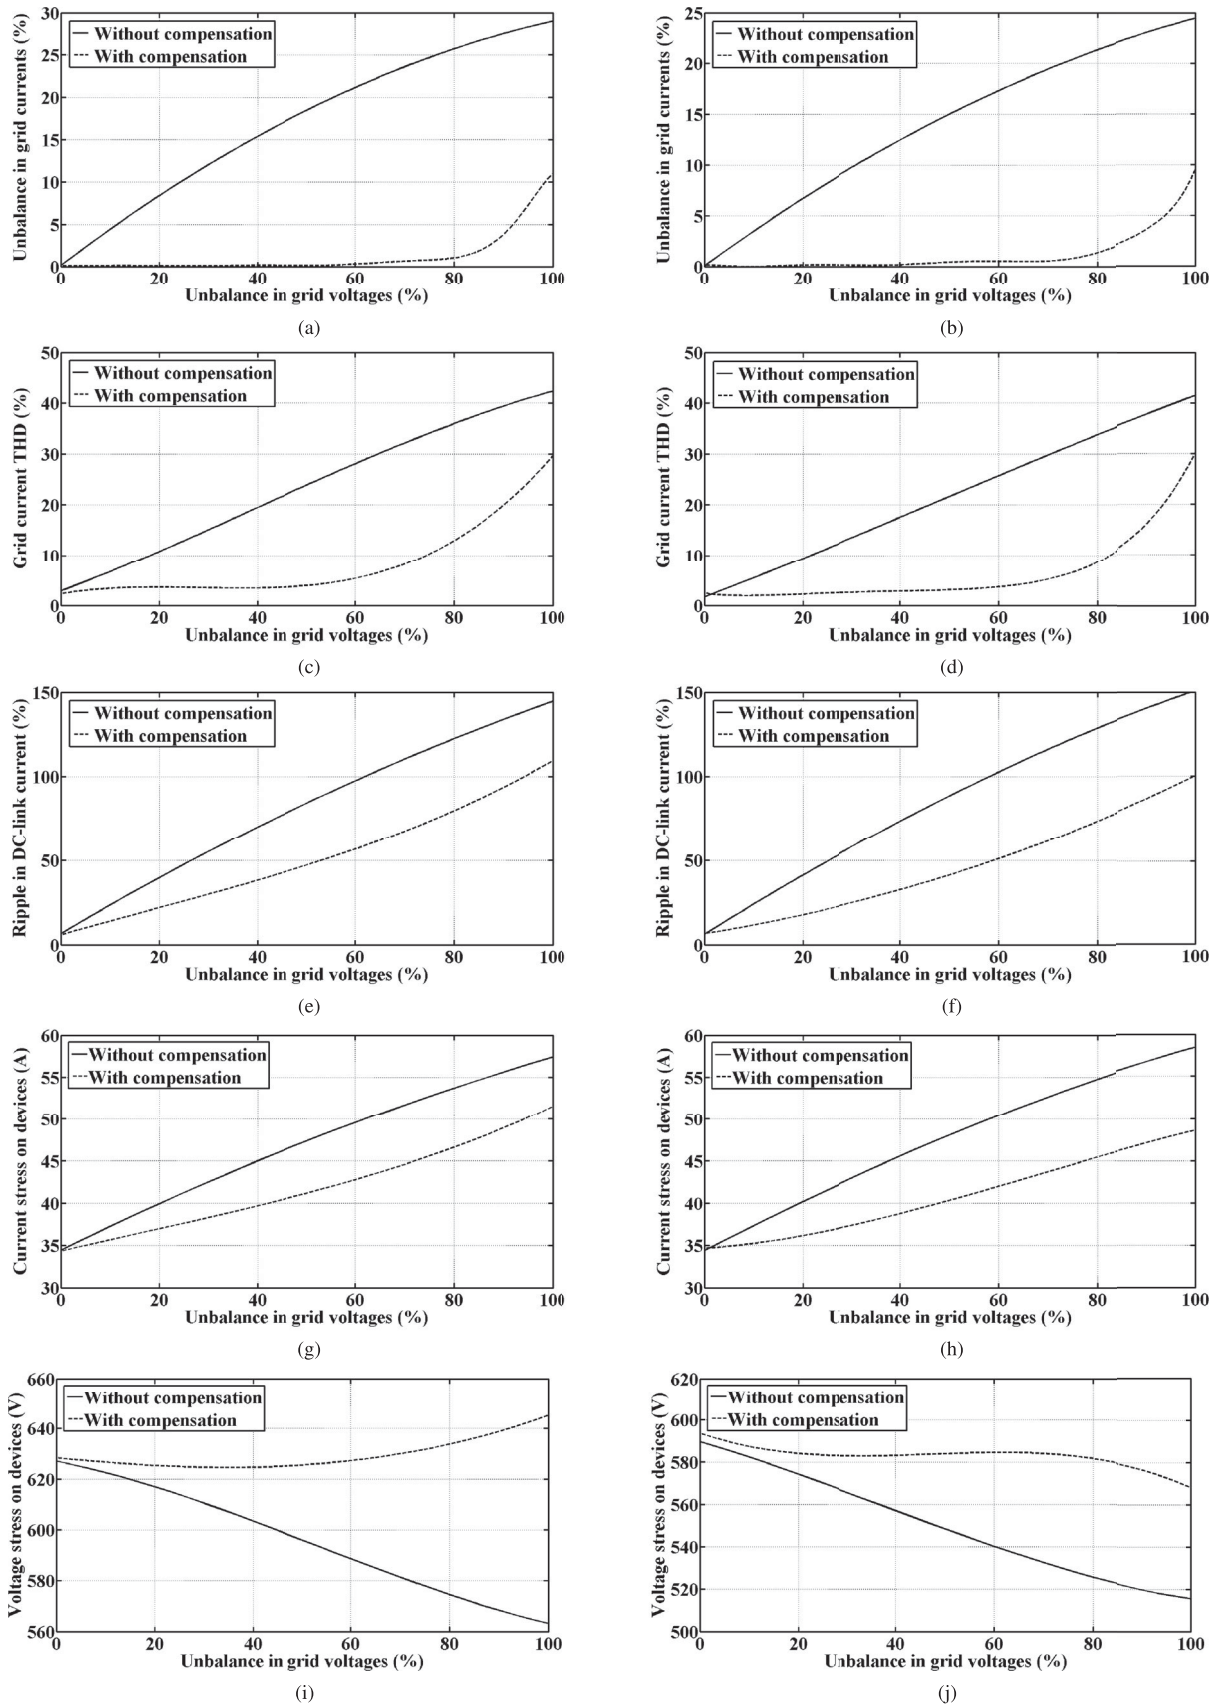 Unbalance in grid currents (%)
30
25
20
15
10
5
0
Without compensation
With compensation
0 20 40 60 80 100
Unbalance in grid voltages (%)
(a)
Unbalance in grid currents (%)
25
20
15
10
5
0
Without compensation
With compensation
0 20 40 60 80 100
Unbalance in grid voltages (%)
(b)
Grid current THD (%)
50
40
30
20
10
0
Without compensation
With compensation
0 20 40 60 80 100
Unbalance in grid voltages (%)
(c)
Grid current THD (%)
50
40
30
20
10
0
Without compensation
With compensation
0 20 40 60 80 100
Unbalance in grid voltages (%)
(d)
Ripple in DC-link current (%)
150
100
50
0
Without compensation
With compensation
0 20 40 60 80 100
Unbalance in grid voltages (%)
(e)
Ripple in DC-link current (%)
150
100
50
0
Without compensation
With compensation
0 20 40 60 80 100
Unbalance in grid voltages (%)
(f)
Current stress on devices (A)
60
55
50
45
40
35
30
Without compensation
With compensation
0 20 40 60 80 100
Unbalance in grid voltages (%)
(g)
Current stress on devices (A)
60
55
50
45
40
35
30
Without compensation
With compensation
0 20 40 60 80 100
Unbalance in grid voltages (%)
(h)
Voltage stress on devices (V)
660
640
620
600
580
560
Without compensation
With compensation
0 20 40 60 80 100
Unbalance in grid voltages (%)
(i)
Voltage stress on devices (V)
620
600
580
560
540
520
500
Without compensation
With compensation
0 20 40 60 80 100
Unbalance in grid voltages (%)
(j)